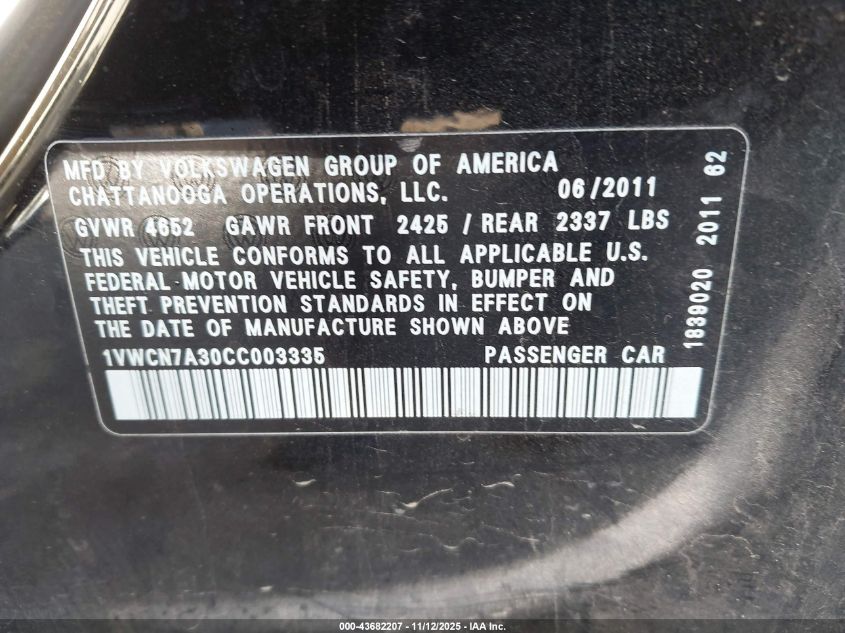 MFD BY VOLKSWAGEN GROUP OF AMERICA
CHATTANOOGA OPERATIONS, LLC. 06/2011
GVWR 4652 GAWR FRONT 2425 / REAR 2337 LBS
THIS VEHICLE CONFORMS TO ALL APPLICABLE U.S.
FEDERAL MOTOR VEHICLE SAFETY, BUMPER AND
THEFT PREVENTION STANDARDS IN EFFECT ON
THE DATE OF MANUFACTURE SHOWN ABOVE
1VWCN7A30CC003335 PASSENGER CAR
1839020 2011 62
000-43682207 - 11/12/2025 - IAA Inc.